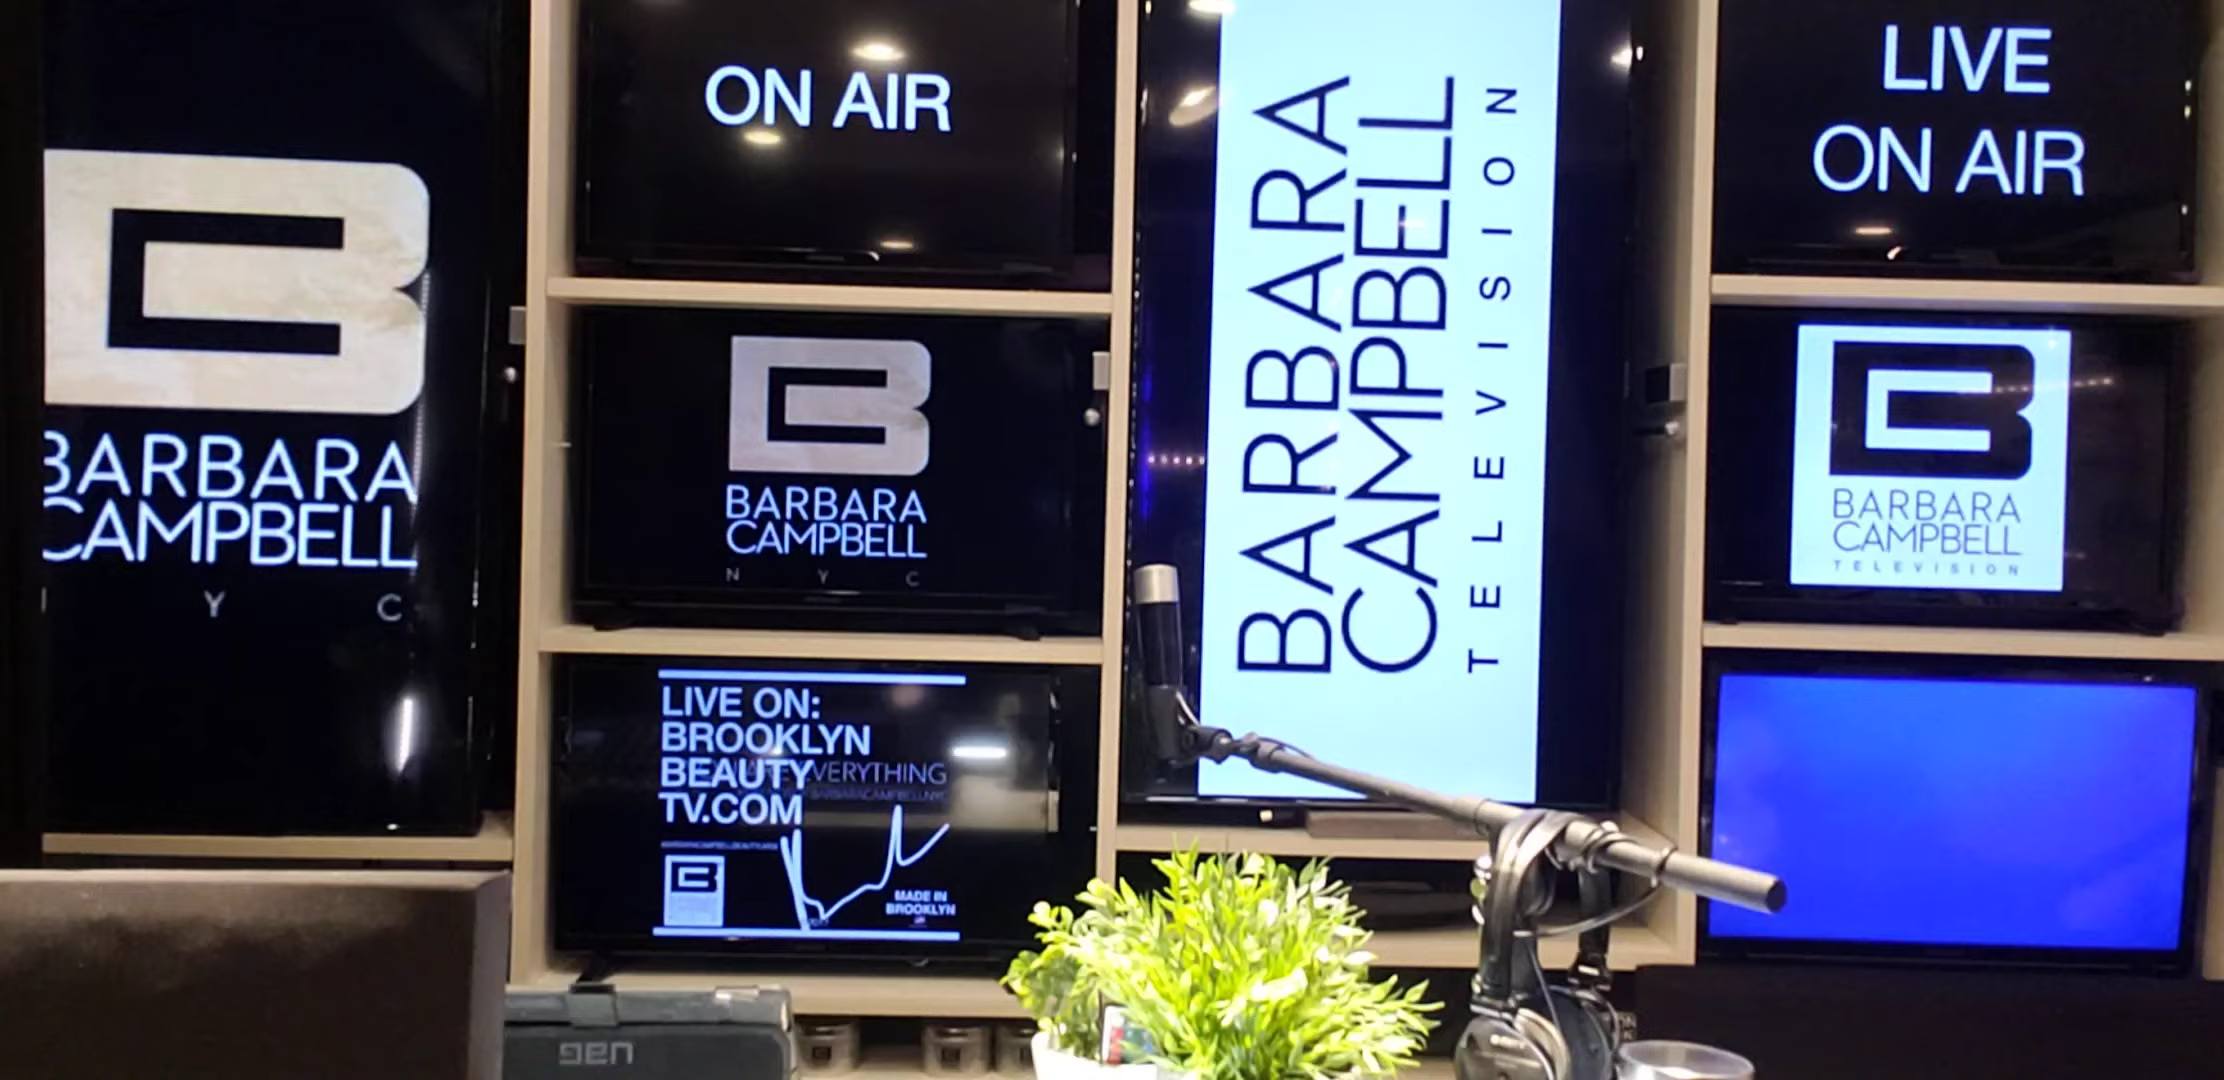 BARBARA
CAMPBELL
Y C
ON AIR
BARBARA
CAMPBELL
N Y C
LIVE ON:
BROOKLYN
BEAUTY
VERYTHING
TV.COM
MADE IN
BROOKLYN
BARBARA
CAMPBELL
TELEVISION
LIVE
ON AIR
BARBARA
CAMPBELL
TELEVISION